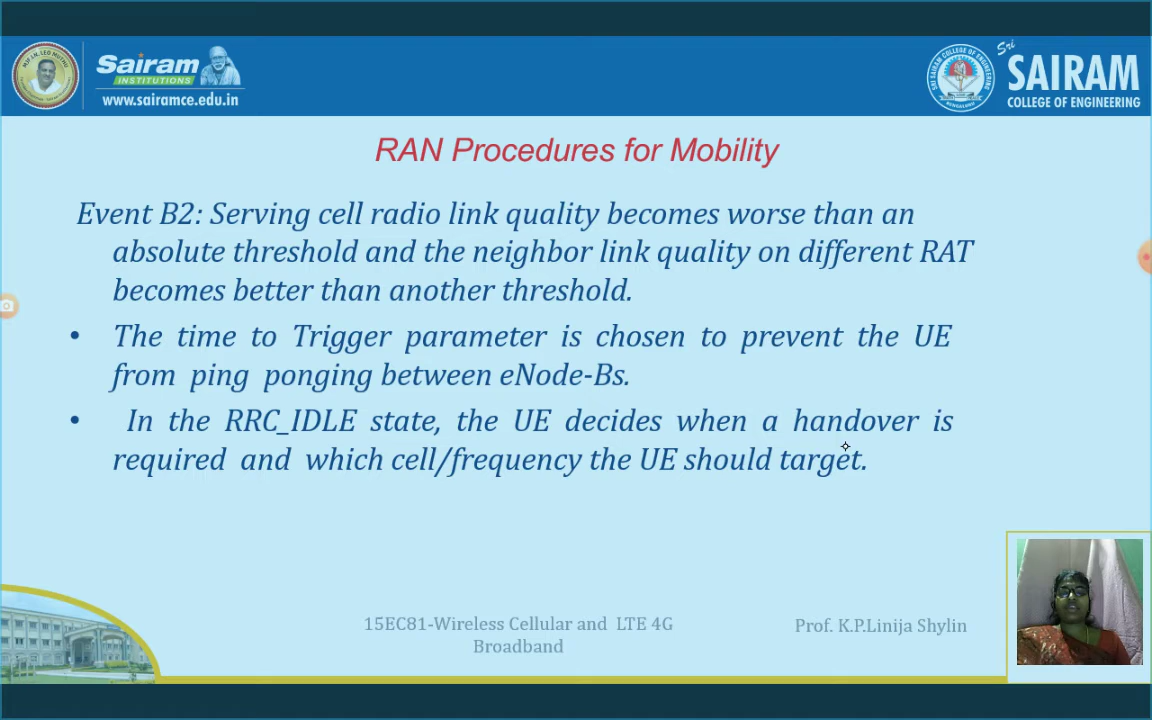 Sairam
INSTITUTIONS
www.sairamce.edu.in
Sri
SAIRAM
COLLEGE OF ENGINEERING
RAN Procedures for Mobility
Event B2: Serving cell radio link quality becomes worse than an
absolute threshold and the neighbor link quality on different RAT
becomes better than another threshold.
• The time to Trigger parameter is chosen to prevent the UE
from ping ponging between eNode-Bs.
• In the RRC_IDLE state, the UE decides when a handover is
required and which cell/frequency the UE should target.
15EC81-Wireless Cellular and LTE 4G
Broadband
Prof. K.P.Linija Shylin